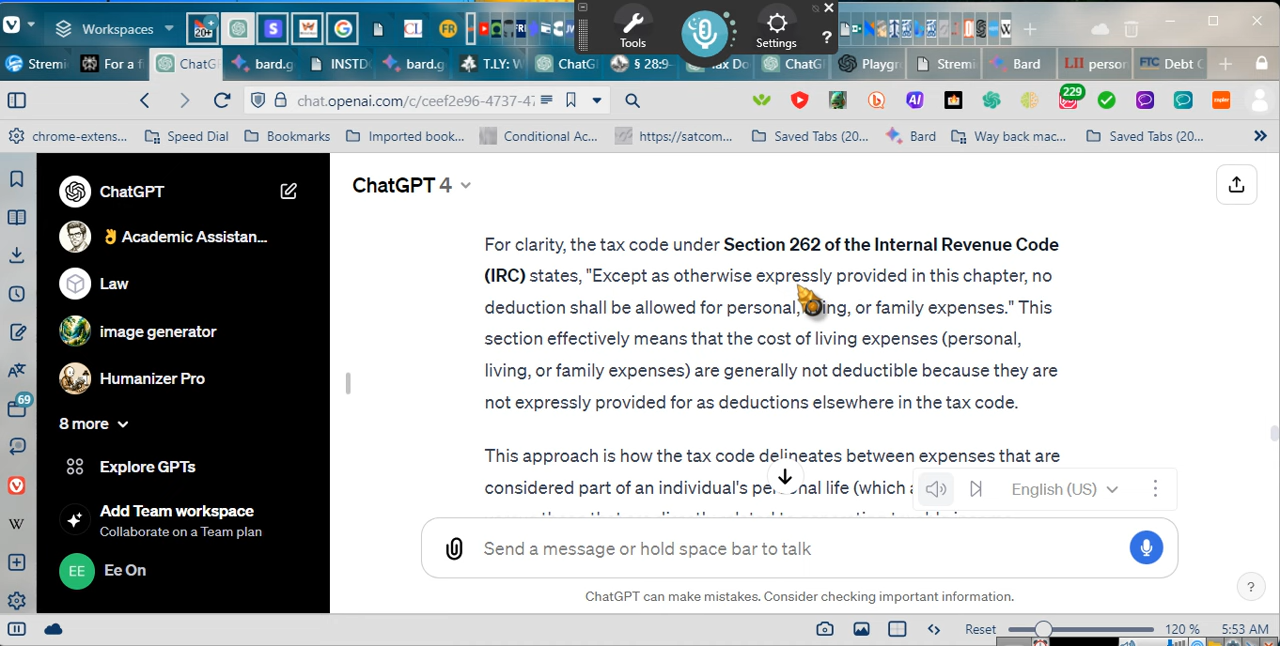 Workspaces
20+
Tools
Settings
?
Stremi
For a f
ChatG
bard.g
INSTD
bard.g
T.LY: W
ChatG
§ 28:9-
ax Do
ChatG
Playgr
Stremi
Bard
LII perso
FTC Debt C
chat.openai.com/c/ceef2e96-4737-47
229
chrome-extens...
Speed Dial
Bookmarks
Imported book...
Conditional Ac...
https://satcom...
Saved Tabs (20...
Bard
Way back mac...
Saved Tabs (20...
ChatGPT
Academic Assistan...
Law
image generator
Humanizer Pro
8 more
Explore GPTs
Add Team workspace
Collaborate on a Team plan
EE Ee On
69
ChatGPT 4
For clarity, the tax code under Section 262 of the Internal Revenue Code
(IRC) states, "Except as otherwise expressly provided in this chapter, no
deduction shall be allowed for personal, living, or family expenses." This
section effectively means that the cost of living expenses (personal,
living, or family expenses) are generally not deductible because they are
not expressly provided for as deductions elsewhere in the tax code.
This approach is how the tax code delineates between expenses that are
considered part of an individual's personal life (which a
English (US)
Send a message or hold space bar to talk
ChatGPT can make mistakes. Consider checking important information.
?
Reset
120 %
5:53 AM